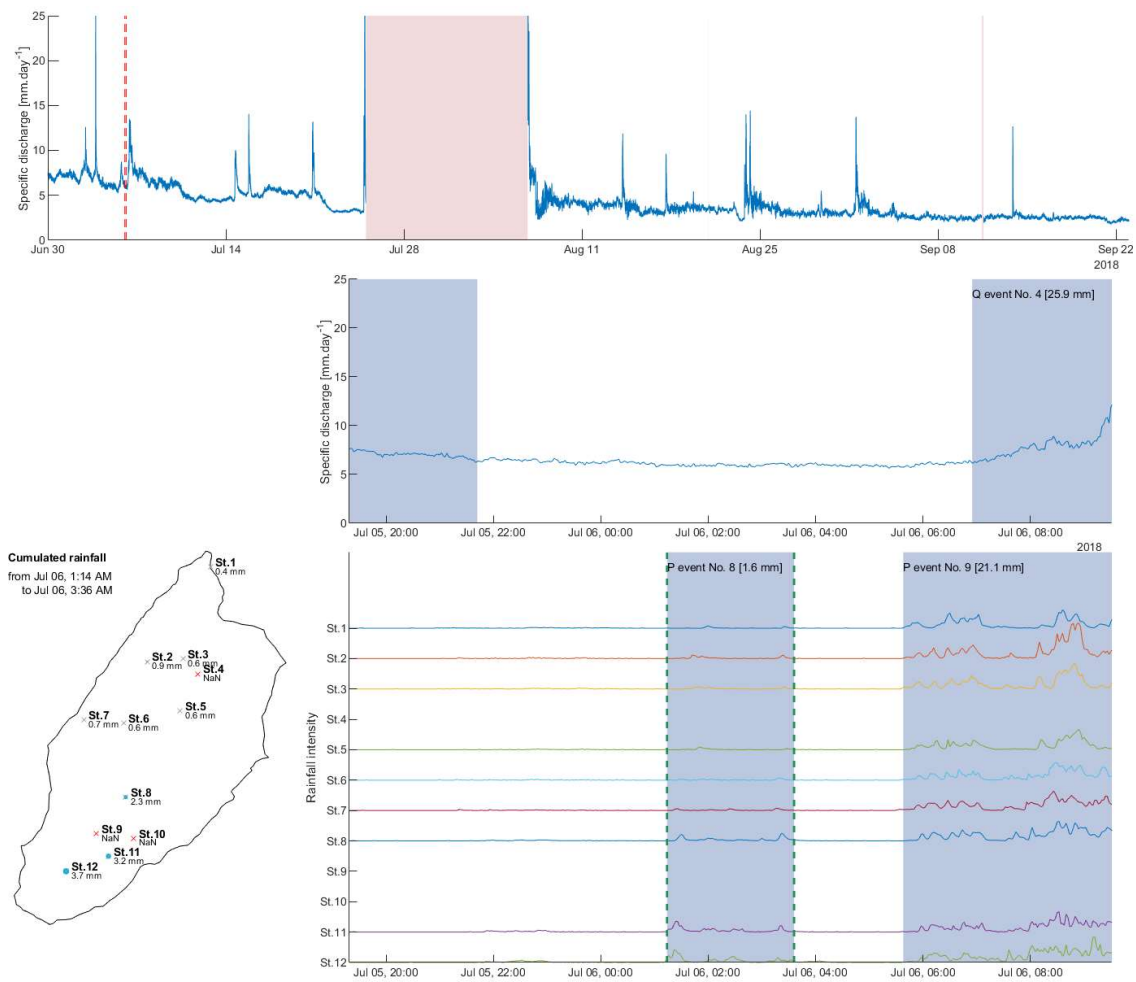 25
20
15
10
5
0
Specific discharge [mm.day-1]
Jun 30
Jul 14
Jul 28
Aug 11
Aug 25
Sep 08
Sep 22
2018
25
20
15
10
5
0
Specific discharge [mm.day-1]
Q event No. 4 [25.9 mm]
Jul 05, 20:00
Jul 05, 22:00
Jul 06, 00:00
Jul 06, 02:00
Jul 06, 04:00
Jul 06, 06:00
Jul 06, 08:00
2018
Cumulated rainfall
from Jul 06, 1:14 AM
to Jul 06, 3:36 AM
St.1
0.4 mm
St.2
0.9 mm
St.3
0.6 mm
St.4
NaN
St.5
0.6 mm
St.7
0.7 mm
St.6
0.6 mm
St.8
2.3 mm
St.9
NaN
St.10
NaN
St.11
3.2 mm
St.12
3.7 mm
P event No. 8 [1.6 mm]
P event No. 9 [21.1 mm]
Rainfall intensity
St.1
St.2
St.3
St.4
St.5
St.6
St.7
St.8
St.9
St.10
St.11
St.12
Jul 05, 20:00
Jul 05, 22:00
Jul 06, 00:00
Jul 06, 02:00
Jul 06, 04:00
Jul 06, 06:00
Jul 06, 08:00